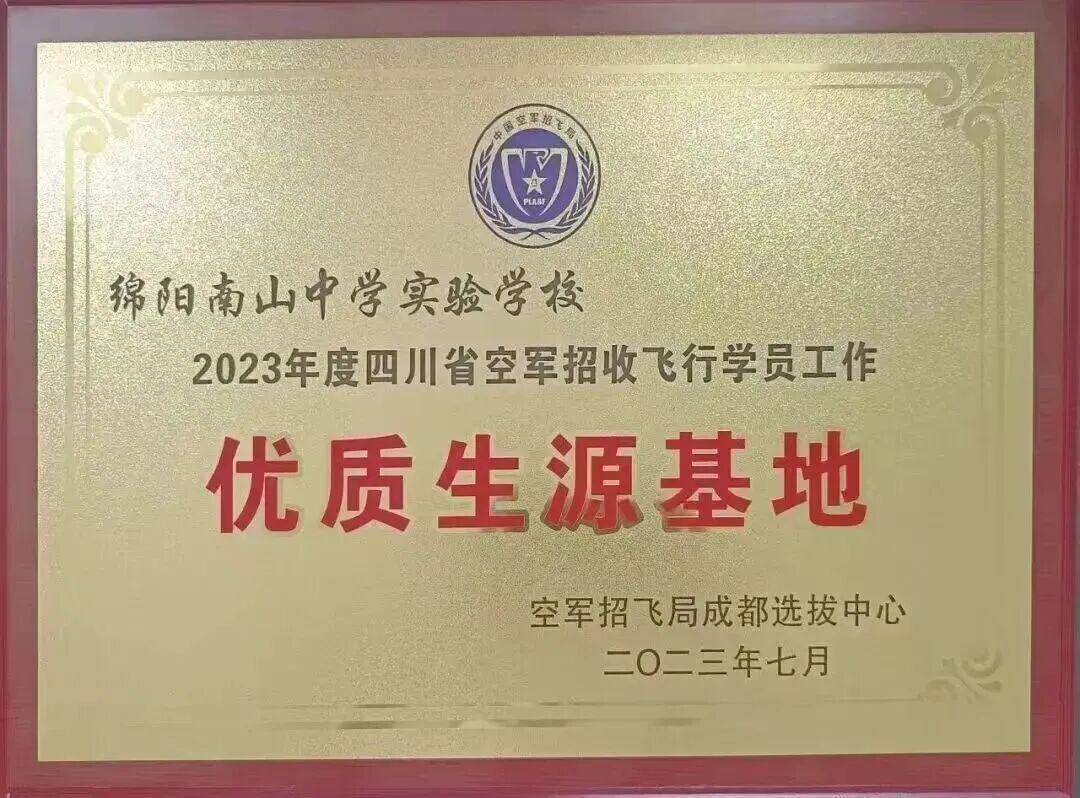 中国空军招飞局
PLAAF
绵阳南山中学实验学校
2023年度四川省空军招收飞行学员工作
优质生源基地
空军招飞局成都选拔中心
二〇二三年七月